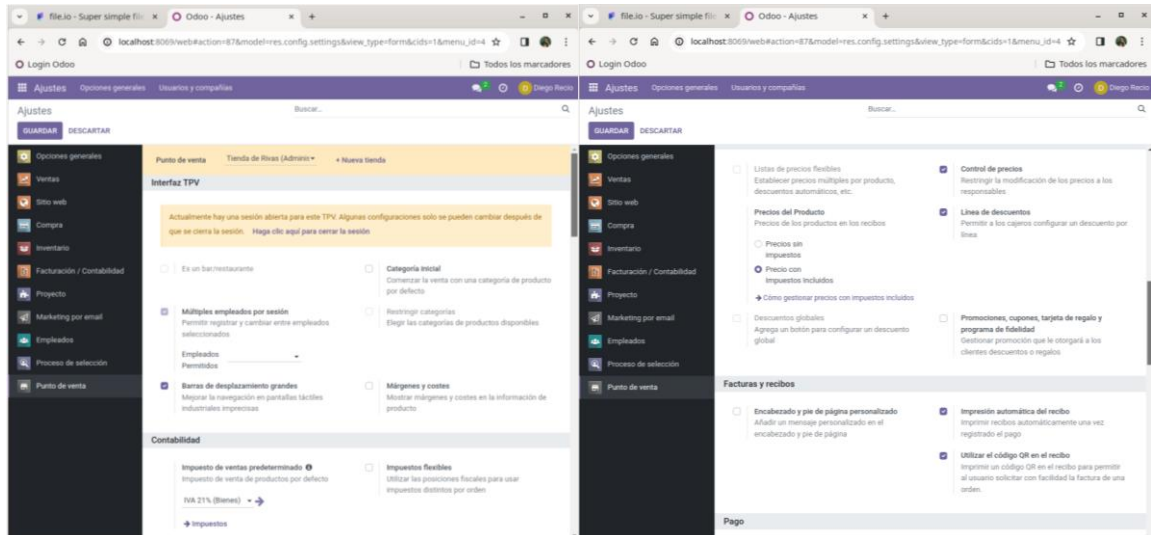 file.io - Super simple file
Odoo - Ajustes
localhost:8069/web#action=87&model=res.config.settings&view_type=form&cids=1&menu_id=4
Login Odoo
Todos los marcadores
Ajustes Opciones generales Usuarios y compañías
2
D Diego Recio
Ajustes
Buscar...
GUARDAR DESCARTAR
Opciones generales
Ventas
Sitio web
Compra
Inventario
Facturación / Contabilidad
Proyecto
Marketing por email
Empleados
Proceso de selección
Punto de venta
Punto de venta Tienda de Rivas (Adminis + Nueva tienda
Interfaz TPV
Actualmente hay una sesión abierta para este TPV. Algunas configuraciones solo se pueden cambiar después de
que se cierra la sesión. Haga clic aquí para cerrar la sesión
Es un bar/restaurante
Categoría inicial
Comenzar la venta con una categoría de producto
por defecto
Múltiples empleados por sesión
Permitir registrar y cambiar entre empleados
seleccionados
Empleados
Permitidos
Restringir categorías
Elegir las categorías de productos disponibles
Barras de desplazamiento grandes
Mejorar la navegación en pantallas táctiles
industriales imprecisas
Márgenes y costes
Mostrar márgenes y costes en la información de
producto
Contabilidad
Impuesto de ventas predeterminado
Impuesto de venta de productos por defecto
IVA 21% (Bienes)
Impuestos
Impuestos flexibles
Utilizar las posiciones fiscales para usar
impuestos distintos por orden
file.io - Super simple file
Odoo - Ajustes
localhost:8069/web#action=87&model=res.config.settings&view_type=form&cids=1&menu_id=4
Login Odoo
Todos los marcadores
Ajustes Opciones generales Usuarios y compañías
2
D Diego Recio
Ajustes
Buscar...
GUARDAR DESCARTAR
Opciones generales
Ventas
Sitio web
Compra
Inventario
Facturación / Contabilidad
Proyecto
Marketing por email
Empleados
Proceso de selección
Punto de venta
Listas de precios flexibles
Establecer precios múltiples por producto,
descuentos automáticos, etc.
Control de precios
Restringir la modificación de los precios a los
responsables
Precios del Producto
Precios de los productos en los recibos
Precios sin
impuestos
Precio con
impuestos incluidos
Cómo gestionar precios con impuestos incluidos
Línea de descuentos
Permitir a los cajeros configurar un descuento por
línea
Descuentos globales
Agrega un botón para configurar un descuento
global
Promociones, cupones, tarjeta de regalo y
programa de fidelidad
Gestionar promoción que le otorgará a los
clientes descuentos o regalos
Facturas y recibos
Encabezado y pie de página personalizado
Añadir un mensaje personalizado en el
encabezado y pie de página
Impresión automática del recibo
Imprimir recibos automáticamente una vez
registrado el pago
Utilizar el código QR en el recibo
Imprimir un código QR en el recibo para permitir
al usuario solicitar con facilidad la factura de una
orden.
Pago